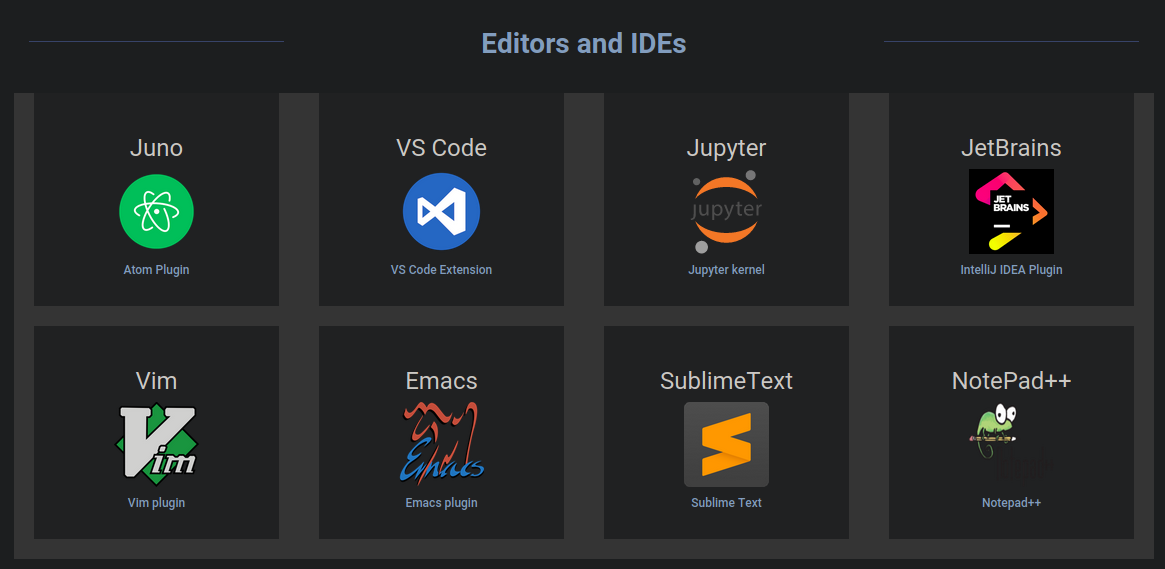 Editors and IDEs
Juno
VS Code
Jupyter
JetBrains
jupyter
JET
BRAINS
Atom Plugin
VS Code Extension
Jupyter kernel
IntelliJ IDEA Plugin
Vim
Emacs
SublimeText
NotePad++
Vim
Emacs
Vim plugin
Emacs plugin
Sublime Text
Notepad++